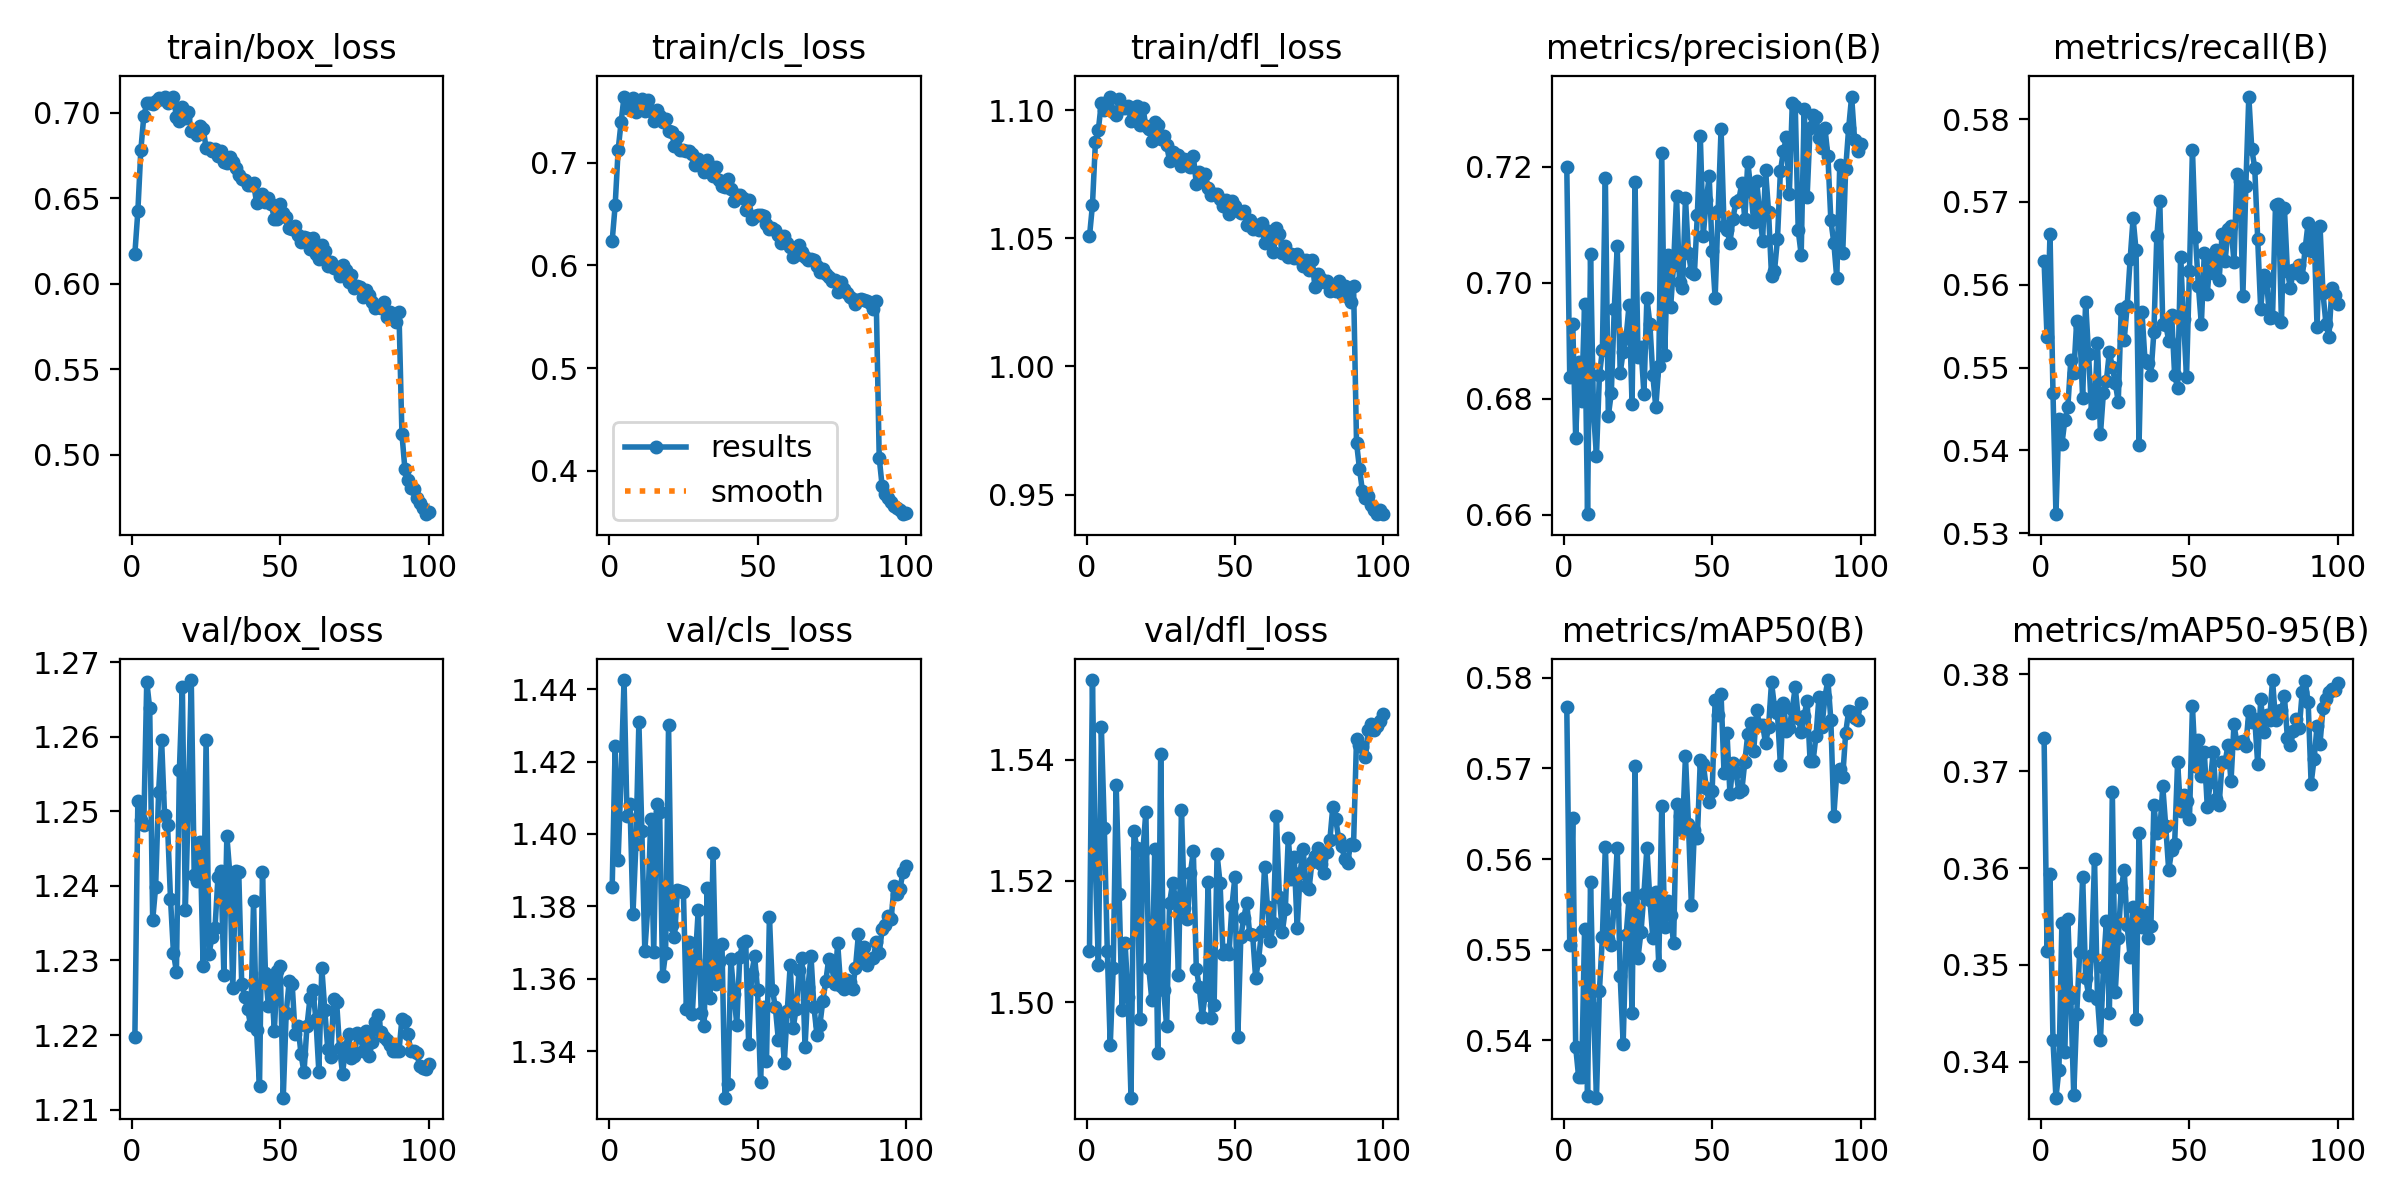 train/box_loss
train/cls_loss
train/dfl_loss
metrics/precision(B)
metrics/recall(B)
0.70
0.65
0.60
0.55
0.50
0 50 100
0.7
0.6
0.5
0.4
results
smooth
0 50 100
1.10
1.05
1.00
0.95
0 50 100
0.72
0.70
0.68
0.66
0 50 100
0.58
0.57
0.56
0.55
0.54
0.53
0 50 100
val/box_loss
val/cls_loss
val/dfl_loss
metrics/mAP50(B)
metrics/mAP50-95(B)
1.27
1.26
1.25
1.24
1.23
1.22
1.21
0 50 100
1.44
1.42
1.40
1.38
1.36
1.34
0 50 100
1.54
1.52
1.50
0 50 100
0.58
0.57
0.56
0.55
0.54
0 50 100
0.38
0.37
0.36
0.35
0.34
0 50 100